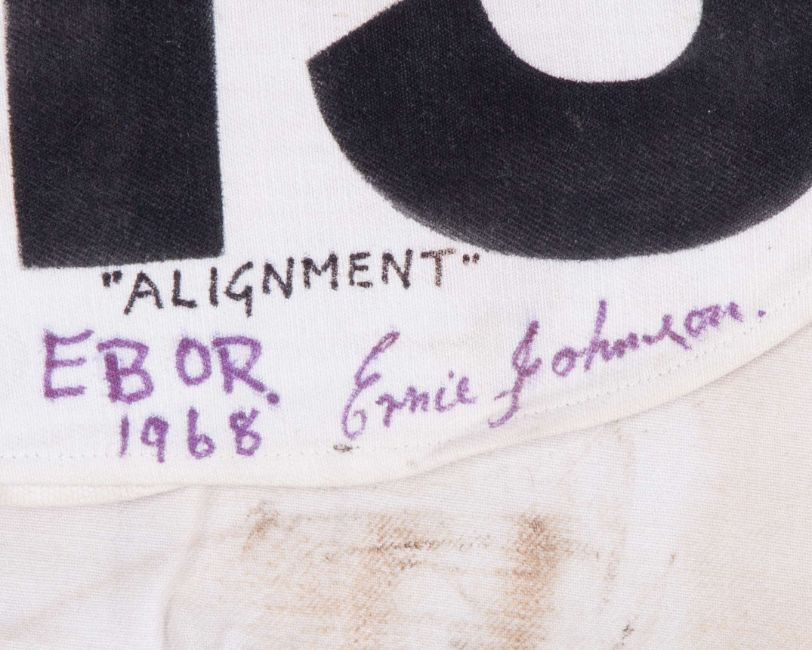 "ALIGNMENT"
EBOR. Ernie Johnson.
1968